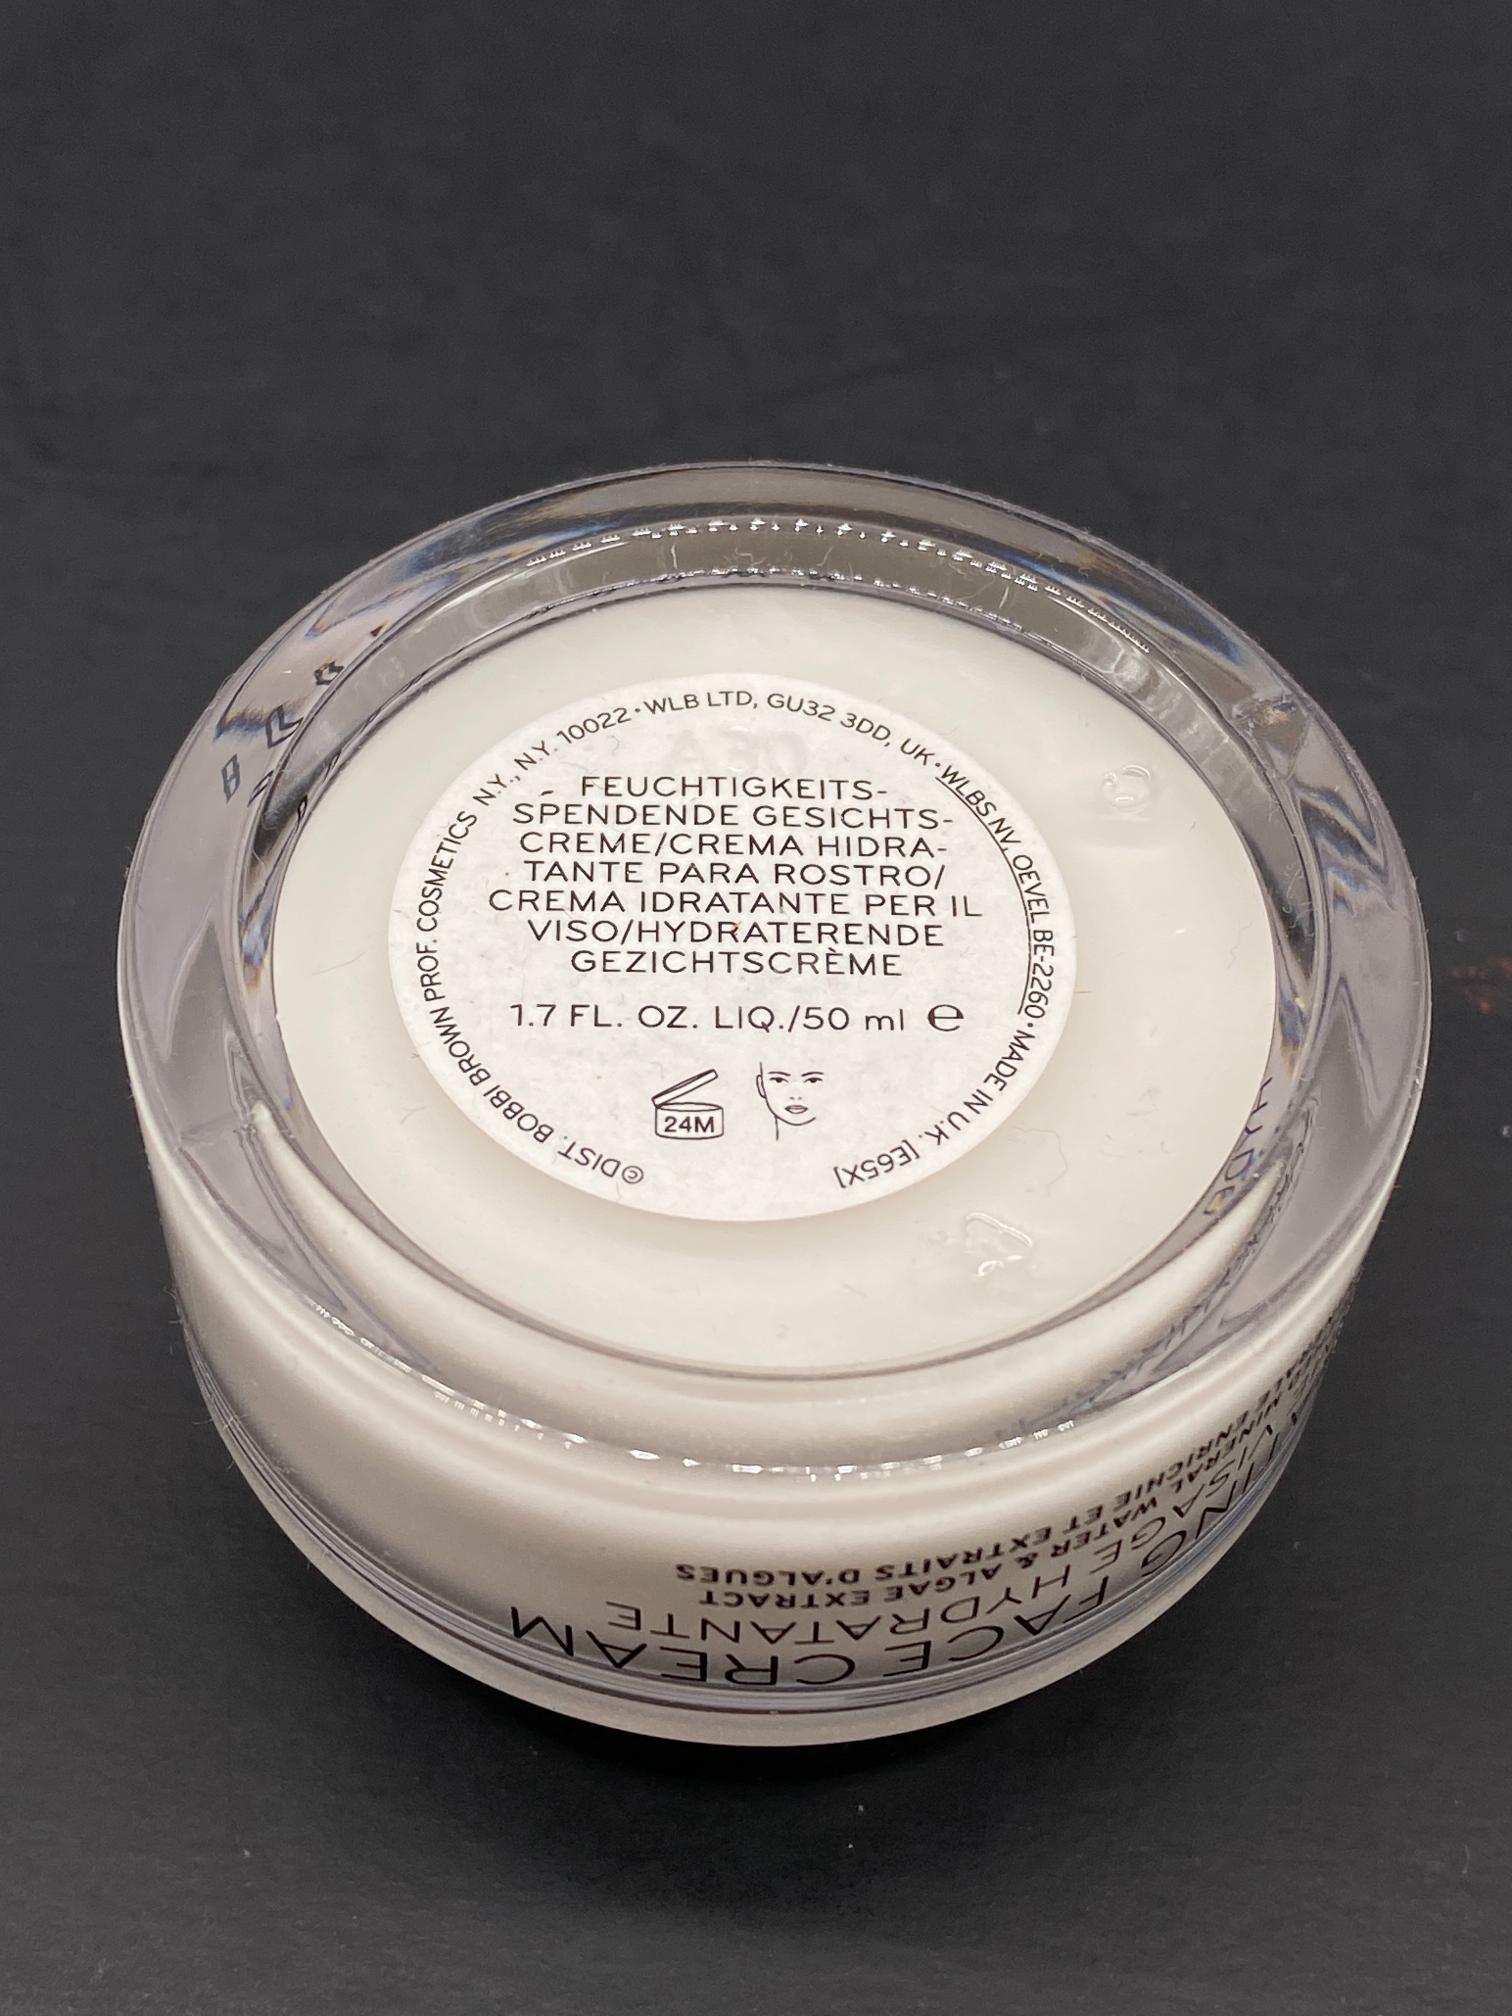 ©DIST. BOBBI BROWN PROF. COSMETICS N.Y., N.Y. 10022 • WLB LTD, GU32 3DD, UK • WLBS NV, OEVEL BE-2260 • MADE IN U.K. [E65X]
FEUCHTIGKEITS-
SPENDENDE GESICHTS-
CREME/CREMA HIDRA-
TANTE PARA ROSTRO/
CREMA IDRATANTE PER IL
VISO/HYDRATERENDE
GEZICHTSCRÈME
1.7 FL. OZ. LIQ./50 ml e
24M
FACE CREAM
VISAGE HYDRATANTE
MINERAL WATER & ALGAE EXTRACT
ENRICHIE ET EXTRAITS D'ALGUES